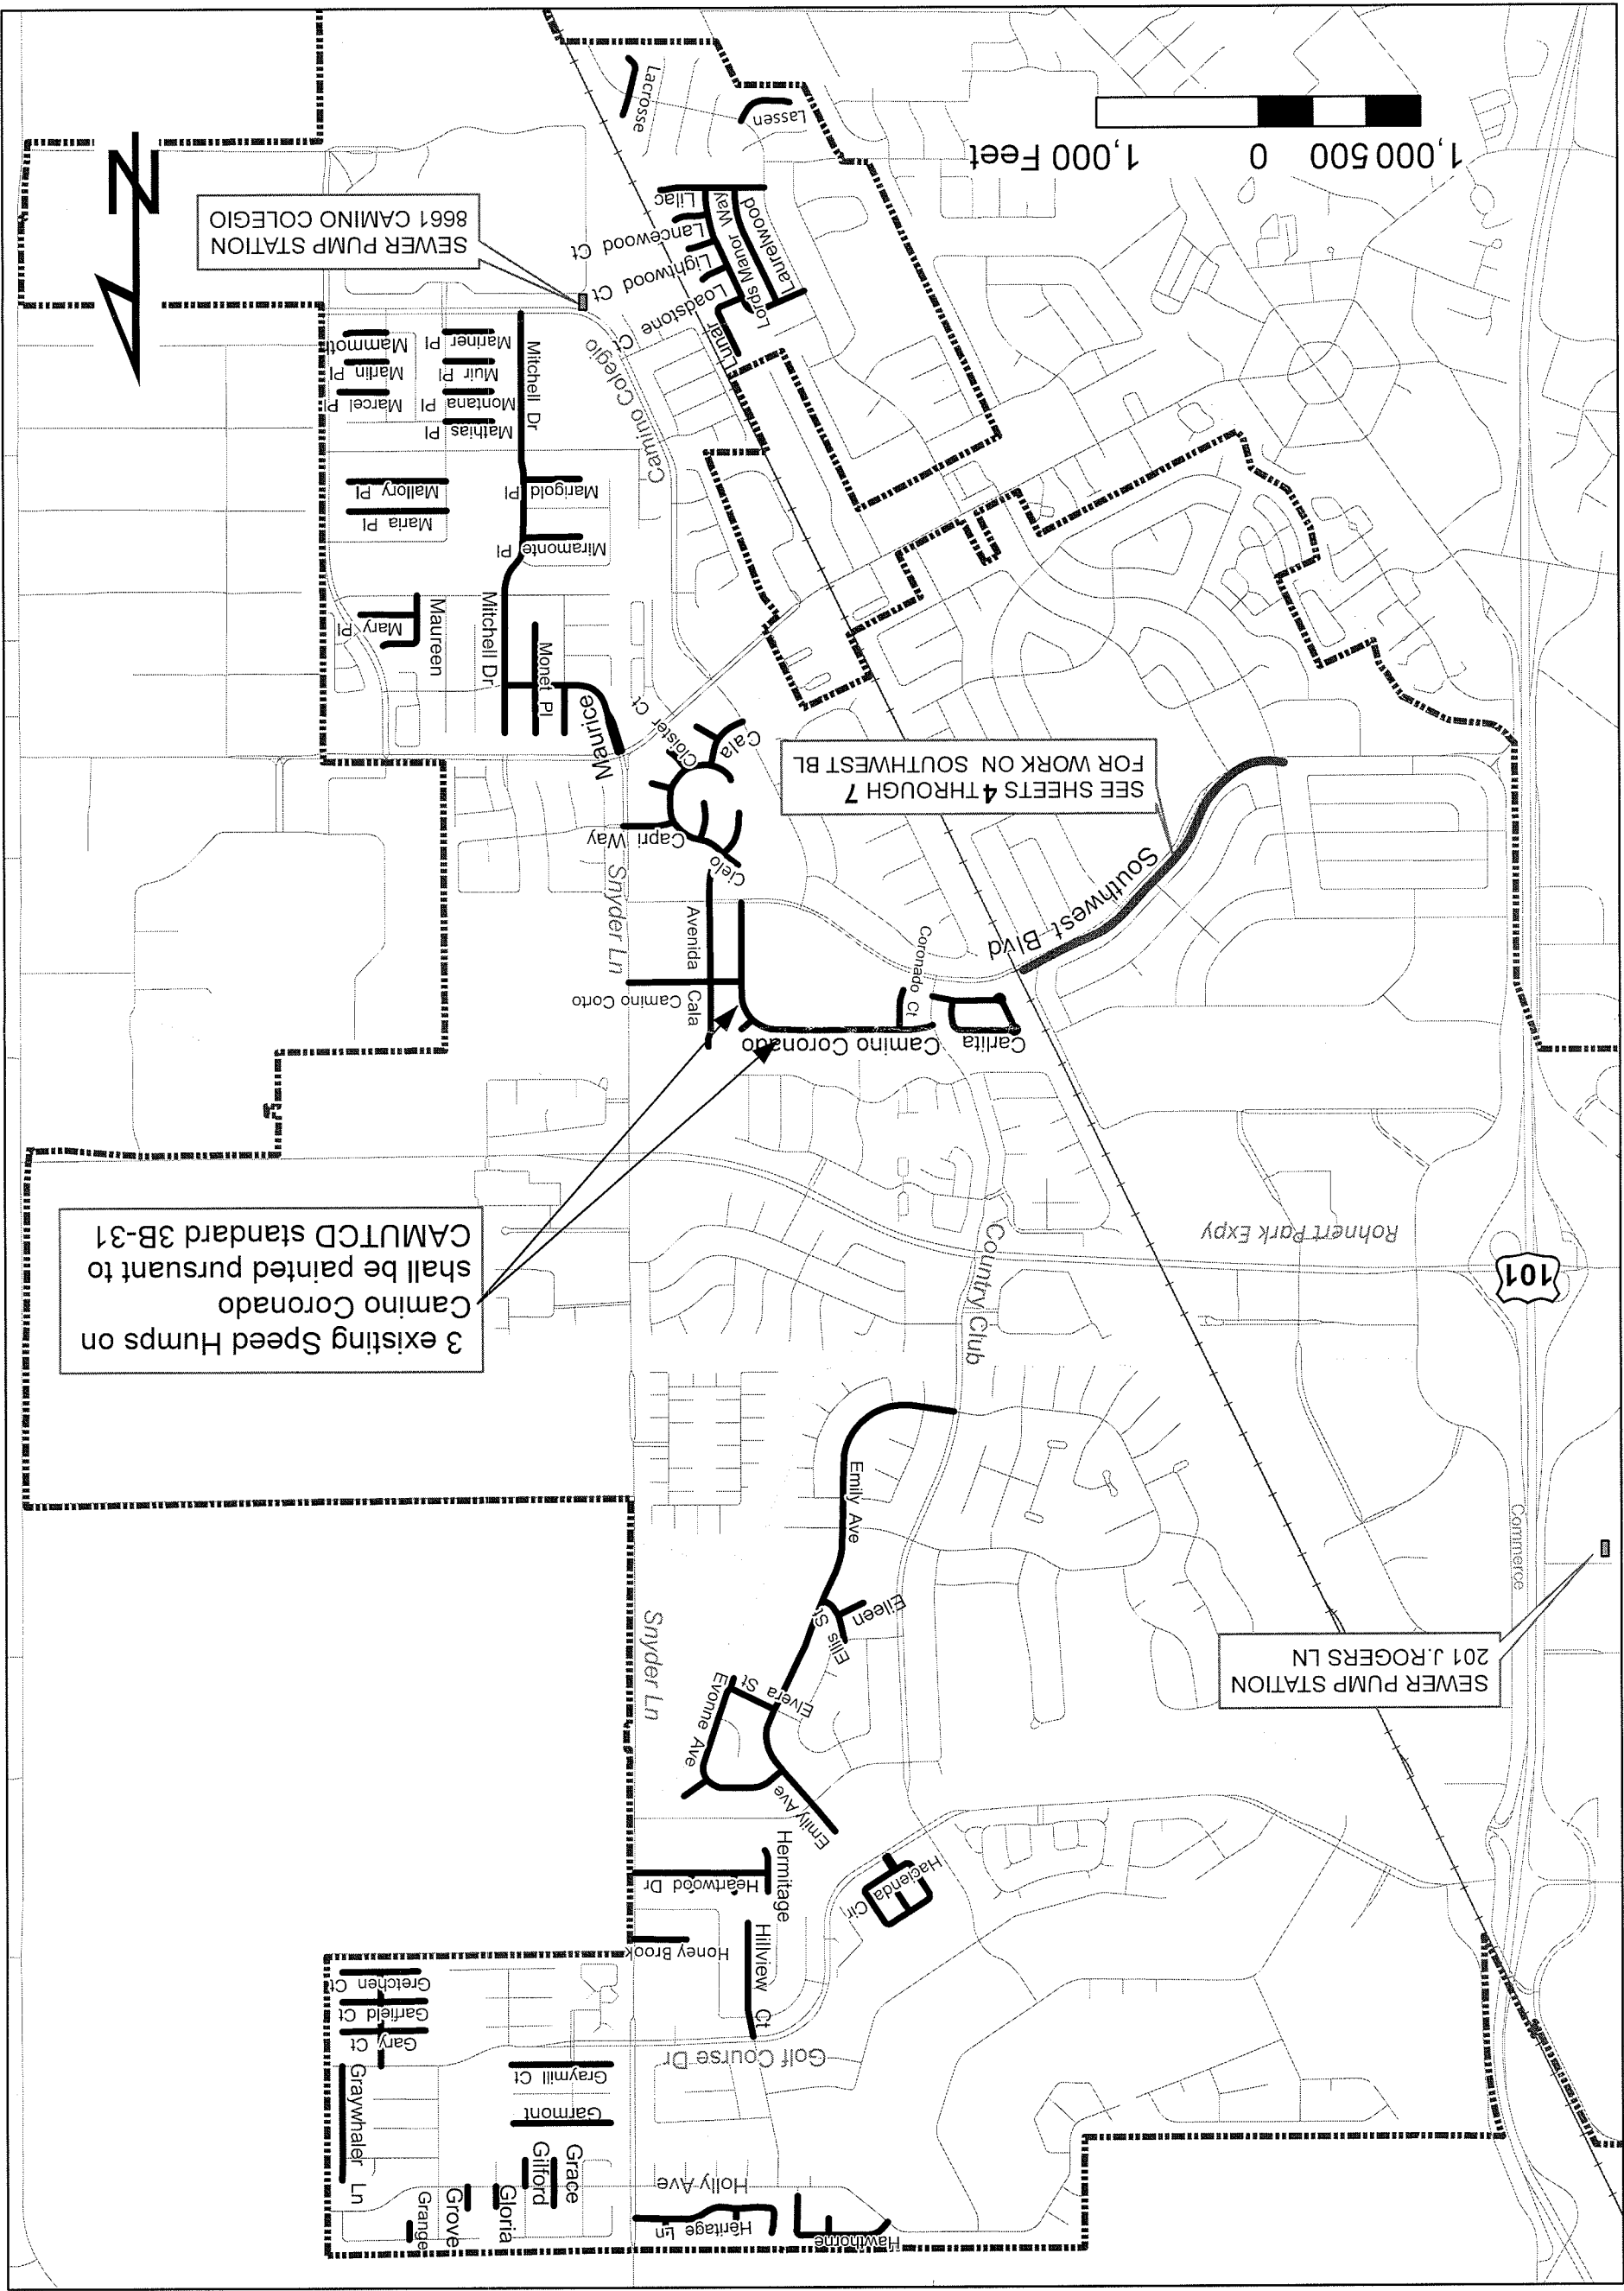 Hawthorne
Heritage Ln
Holly Ave
Grace
Gilford
Gloria
Grove
Grange
Graywhaler Ln
Garmont
Graymill Ct
Gary Ct
Garfield Ct
Gretchen Ct
Golf Course Dr
Hillview Ct
Honey Brook
Heartwood Dr
Hermitage
Hacienda Cir
Emily Ave
Evonne Ave
Elvera St
Ellis St
Eileen
Emily Ave
Snyder Ln
SEWER PUMP STATION
201 J.ROGERS LN
Commerce
Country Club
101
Rohnert Park Expy
3 existing Speed Humps on
Camino Coronado
shall be painted pursuant to
CAMUTCD standard 3B-31
Carlita
Camino Coronado
Coronado Ct
Camino Corto
Avenida Cala
Snyder Ln
Southwest Blvd
SEE SHEETS 4 THROUGH 7
FOR WORK ON SOUTHWEST BL
Cielo
Capri Way
Cala
Cloister Ct
Maurice
Monet Pl
Mitchell Dr
Maureen
Mary Pl
Miramonte Pl
Marigold Pl
Maria Pl
Mallory Pl
Mathias Pl
Montana Pl
Muir Pl
Mariner Pl
Marcel Pl
Marlin Pl
Mammoth
Mitchell Dr
Camino Colegio
Lunar
Loadstone Ct
Lightwood Ct
Lancewood Ct
Lilac
Lords Manor Way
Laurelwood
SEWER PUMP STATION
8661 CAMINO COLEGIO
N
Lassen
Lacrosse
1,000 500 0 1,000 Feet